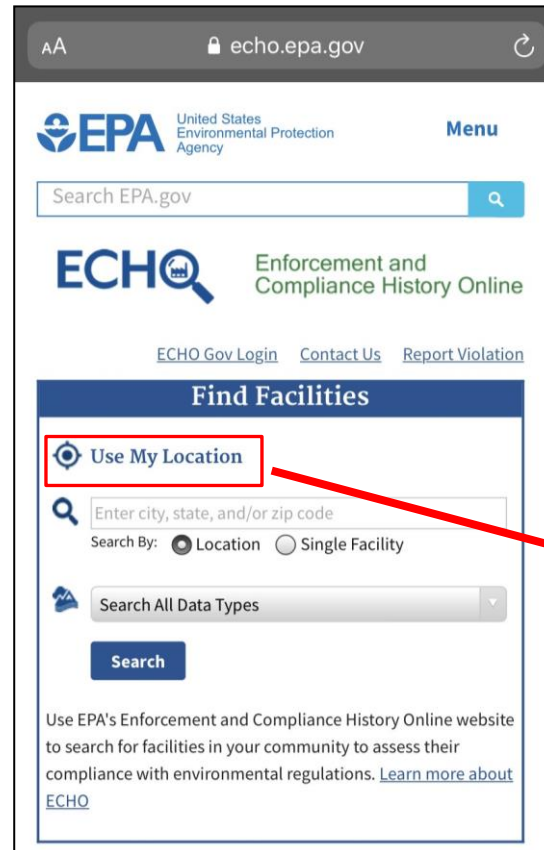 AA echo.epa.gov
EPA United States
Environmental Protection
Agency
Menu
Search EPA.gov
ECHO Enforcement and
Compliance History Online
ECHO Gov Login Contact Us Report Violation
Find Facilities
Use My Location
Enter city, state, and/or zip code
Search By: Location Single Facility
Search All Data Types
Search
Use EPA's Enforcement and Compliance History Online website
to search for facilities in your community to assess their
compliance with environmental regulations. Learn more about
ECHO